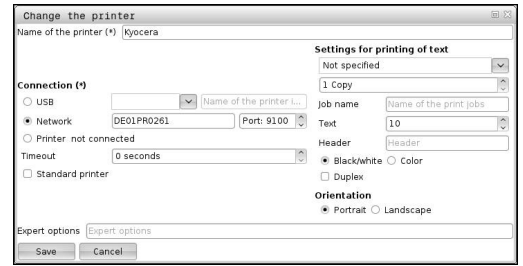 Change the printer
Name of the printer (*) Kyocera
Settings for printing of text
Not specified
1 Copy
Connection (*)
USB Name of the printer i...
Job name Name of the print jobs
Network DE01PR0261 Port: 9100
Text 10
Printer not connected
Header Header
Timeout 0 seconds
Black/white Color
Standard printer
Duplex
Orientation
Portrait Landscape
Expert options Expert options
Save Cancel